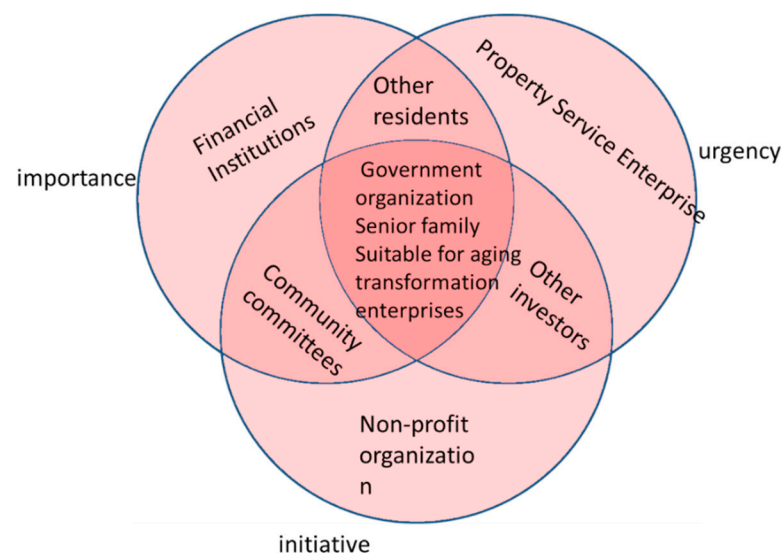 Property Service Enterprise
Financial
Institutions
Other
residents
urgency
importance
Government
organization
Senior family
Suitable for aging
transformation
enterprises
Other
investors
Community
committees
Non-profit
organizatio
n
initiative